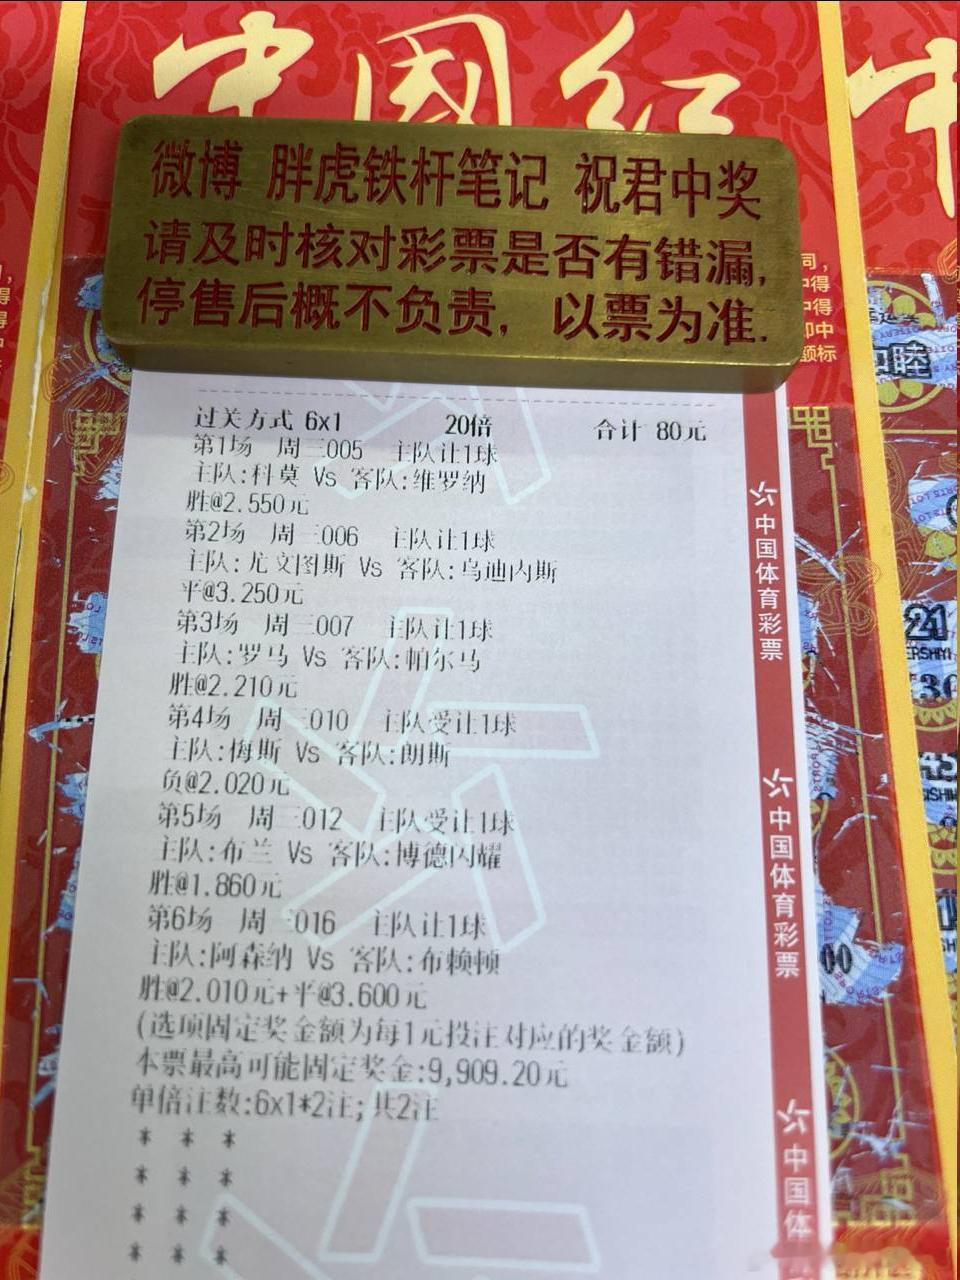 中国红
微博 胖虎铁杆笔记 祝君中奖
请及时核对彩票是否有错漏,
停售后概不负责, 以票为准.
过关方式 6x1 20倍 合计 80元
第1场 周三005 主队让1球
主队:科莫 Vs 客队:维罗纳
胜@2.550元
第2场 周三006 主队让1球
主队:尤文图斯 Vs 客队:乌迪内斯
平@3.250元
第3场 周三007 主队让1球
主队:罗马 Vs 客队:帕尔马
胜@2.210元
第4场 周三010 主队受让1球
主队:梅斯 Vs 客队:朗斯
负@2.020元
第5场 周三012 主队受让1球
主队:布兰 Vs 客队:博德闪耀
胜@1.860元
第6场 周三016 主队让1球
主队:阿森纳 Vs 客队:布赖顿
胜@2.010元+平@3.600元
(选项固定奖金额为每1元投注对应的奖金额)
本票最高可能固定奖金:9,909.20元
单倍注数:6x1*2注;共2注
* * *
* * *
* * *
* * *
中国体育彩票
中国体育彩票
中国体
21